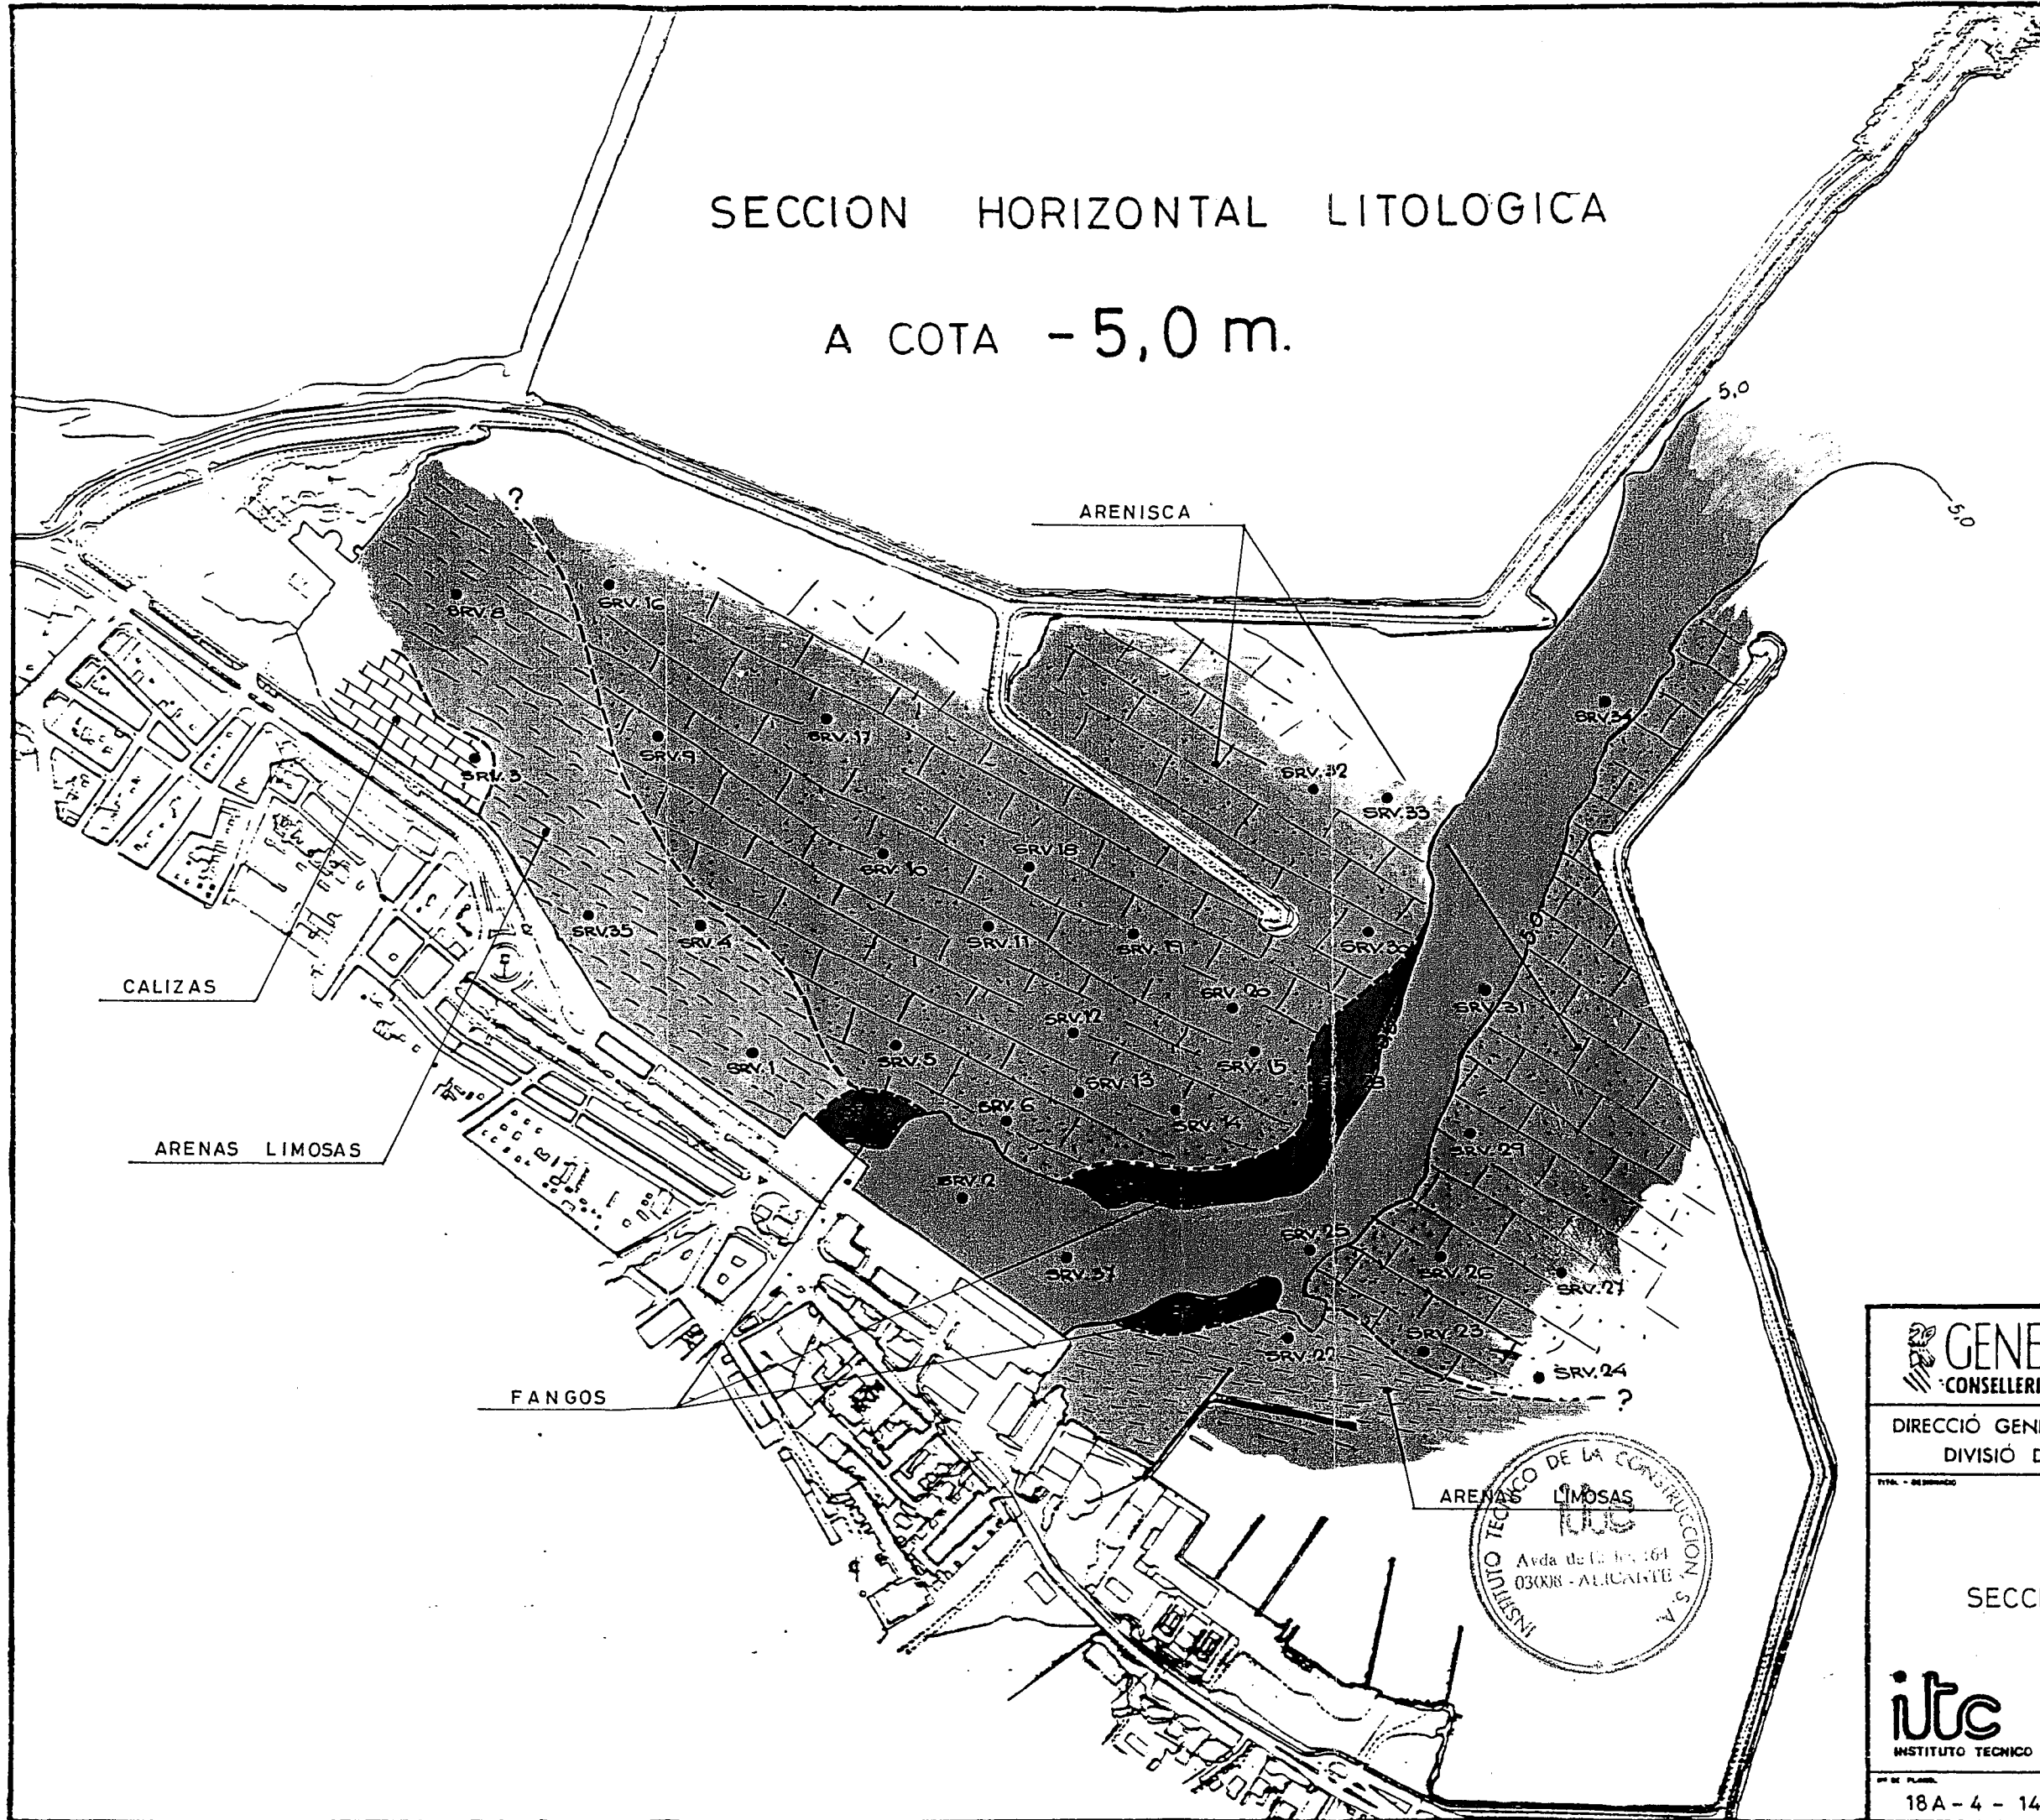 SECCION HORIZONTAL LITOLOGICA
A COTA -5,0 m.
5,0
5,0
?
ARENISCA
SRV.8
SRV.16
SRV.34
SRV.17
SRV.9
SRV.3
SRV.32
SRV.33
SRV.10
SRV.18
SRV.35
SRV.4
SRV.11
SRV.19
SRV.30
5,0
CALIZAS
SRV.20
SRV.31
SRV.12
SRV.5
SRV.1
SRV.15
SRV.13
SRV.6
SRV.14
SRV.29
ARENAS LIMOSAS
SRV.2
SRV.25
SRV.37
SRV.26
SRV.27
SRV.23
SRV.22
SRV.24
?
FANGOS
ARENAS LIMOSAS
INSTITUTO TECNICO DE LA CONSTRUCCION S.A.
itc
03008 - ALICANTE
GENE
CONSELLERI
DIRECCIÓ GEN
DIVISIÓ D
SECC
itc
INSTITUTO TECNICO
18A-4-14